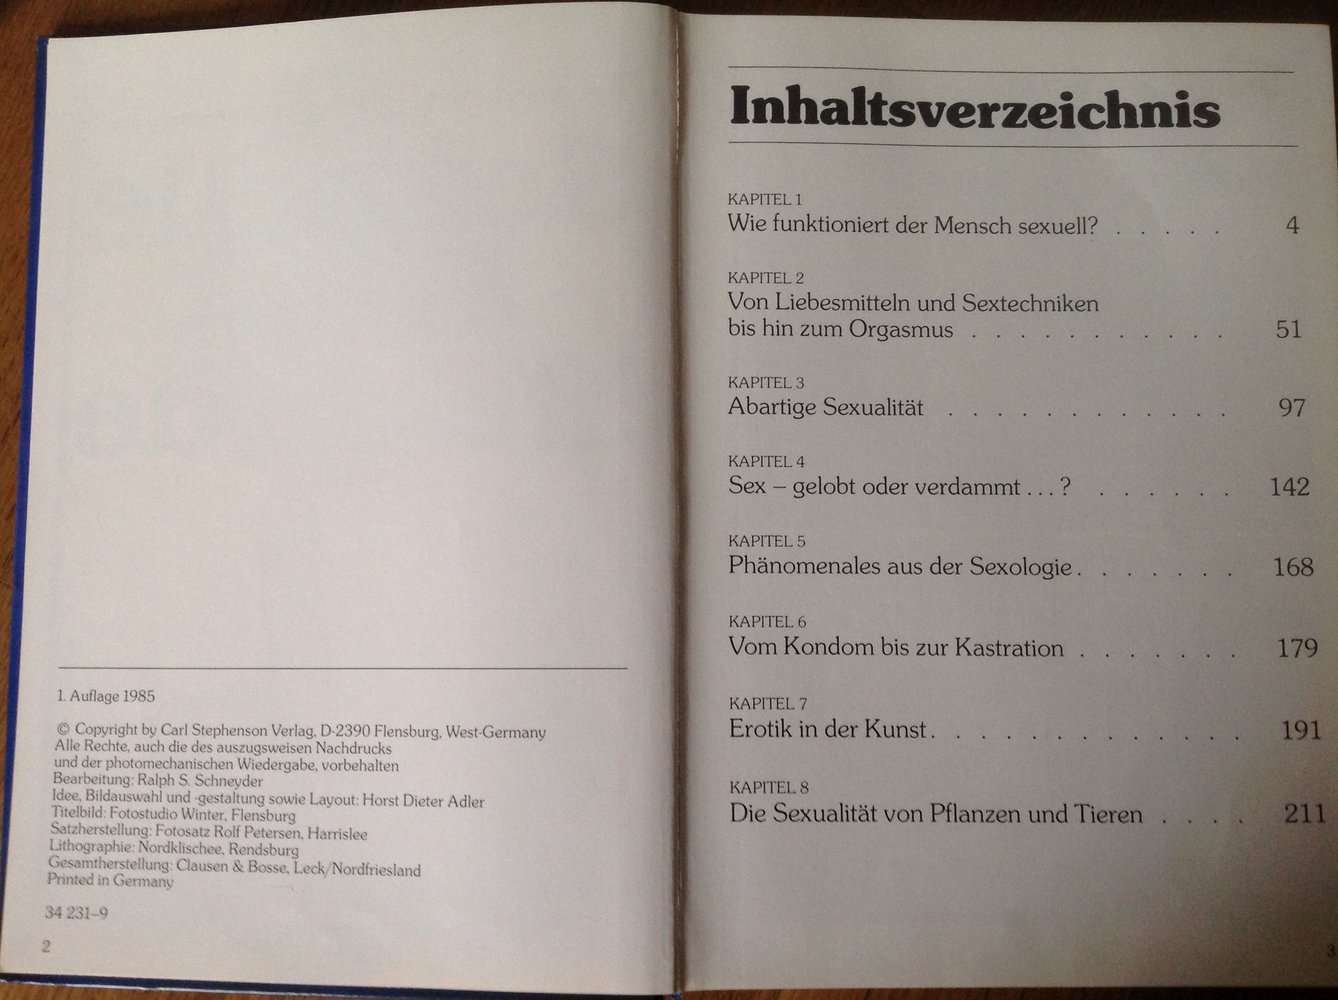 1. Auflage 1985
© Copyright by Carl Stephenson Verlag, D-2390 Flensburg, West-Germany
Alle Rechte, auch die des auszugsweisen Nachdrucks
und der photomechanischen Wiedergabe, vorbehalten
Bearbeitung: Ralph S. Schneyder
Idee, Bildauswahl und -gestaltung sowie Layout: Horst Dieter Adler
Titelbild: Fotostudio Winter, Flensburg
Satzherstellung: Fotosatz Rolf Petersen, Harrislee
Lithographie: Nordklischee, Rendsburg
Gesamtherstellung: Clausen & Bosse, Leck/Nordfriesland
Printed in Germany
34 231–9
2
Inhaltsverzeichnis
KAPITEL 1
Wie funktioniert der Mensch sexuell? . . . . . 4
KAPITEL 2
Von Liebesmitteln und Sextechniken
bis hin zum Orgasmus . . . . . . . . . . . 51
KAPITEL 3
Abartige Sexualität . . . . . . . . . . . . 97
KAPITEL 4
Sex – gelobt oder verdammt . . . ? . . . . . . 142
KAPITEL 5
Phänomenales aus der Sexologie . . . . . . . 168
KAPITEL 6
Vom Kondom bis zur Kastration . . . . . . . 179
KAPITEL 7
Erotik in der Kunst . . . . . . . . . . . . . 191
KAPITEL 8
Die Sexualität von Pflanzen und Tieren . . . . 211
3